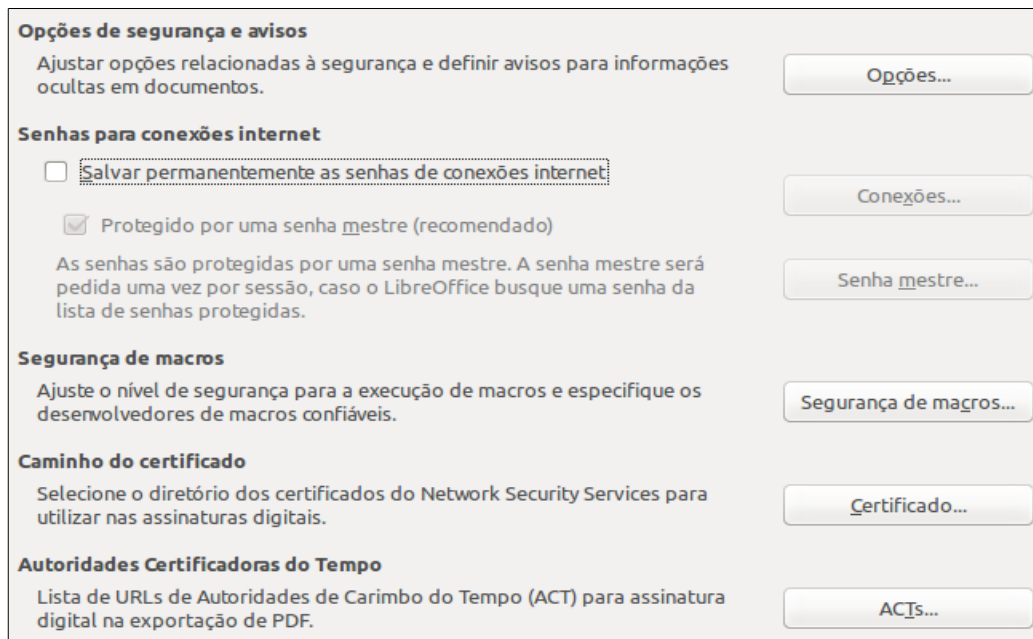 Opções de segurança e avisos
Ajustar opções relacionadas à segurança e definir avisos para informações
ocultas em documentos.
Opções...
Senhas para conexões internet
Salvar permanentemente as senhas de conexões internet
Conexões...
Protegido por uma senha mestre (recomendado)
As senhas são protegidas por uma senha mestre. A senha mestre será
pedida uma vez por sessão, caso o LibreOffice busque uma senha da
lista de senhas protegidas.
Senha mestre...
Segurança de macros
Ajuste o nível de segurança para a execução de macros e especifique os
desenvolvedores de macros confiáveis.
Segurança de macros...
Caminho do certificado
Selecione o diretório dos certificados do Network Security Services para
utilizar nas assinaturas digitais.
Certificado...
Autoridades Certificadoras do Tempo
Lista de URLs de Autoridades de Carimbo do Tempo (ACT) para assinatura
digital na exportação de PDF.
ACTs...